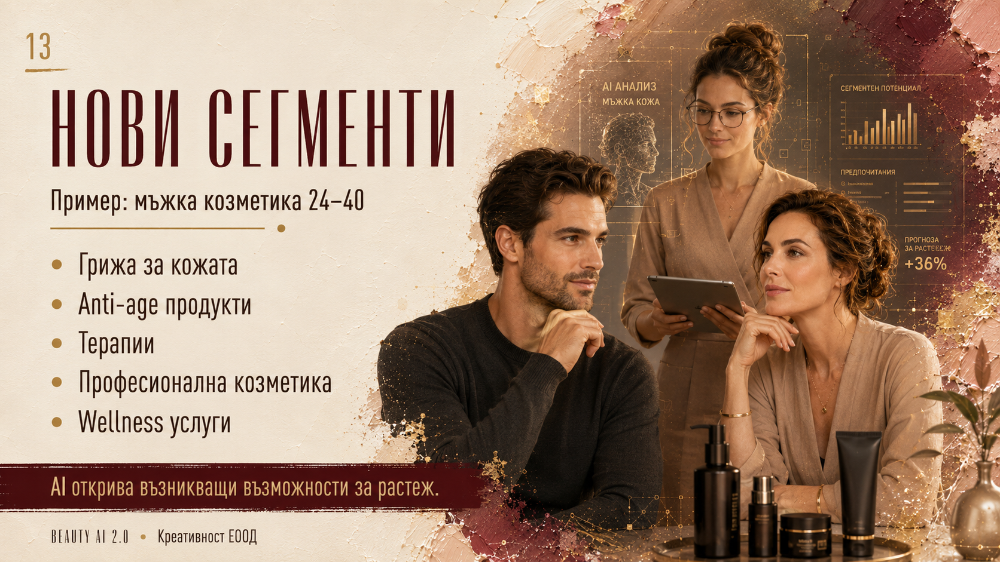 13
НОВИ СЕГМЕНТИ
Пример: мъжка козметика 24–40
• Грижа за кожата
• Anti-age продукти
• Терапии
• Професионална козметика
• Wellness услуги
AI открива възникващи възможности за растеж.
BEAUTY AI 2.0 • Креативност ЕООД
AI АНАЛИЗ
МЪЖКА КОЖА
СЕГМЕНТЕН ПОТЕНЦИАЛ
ПРЕДПОЧИТАНИЯ
ПРОГНОЗА
ЗА
+36%